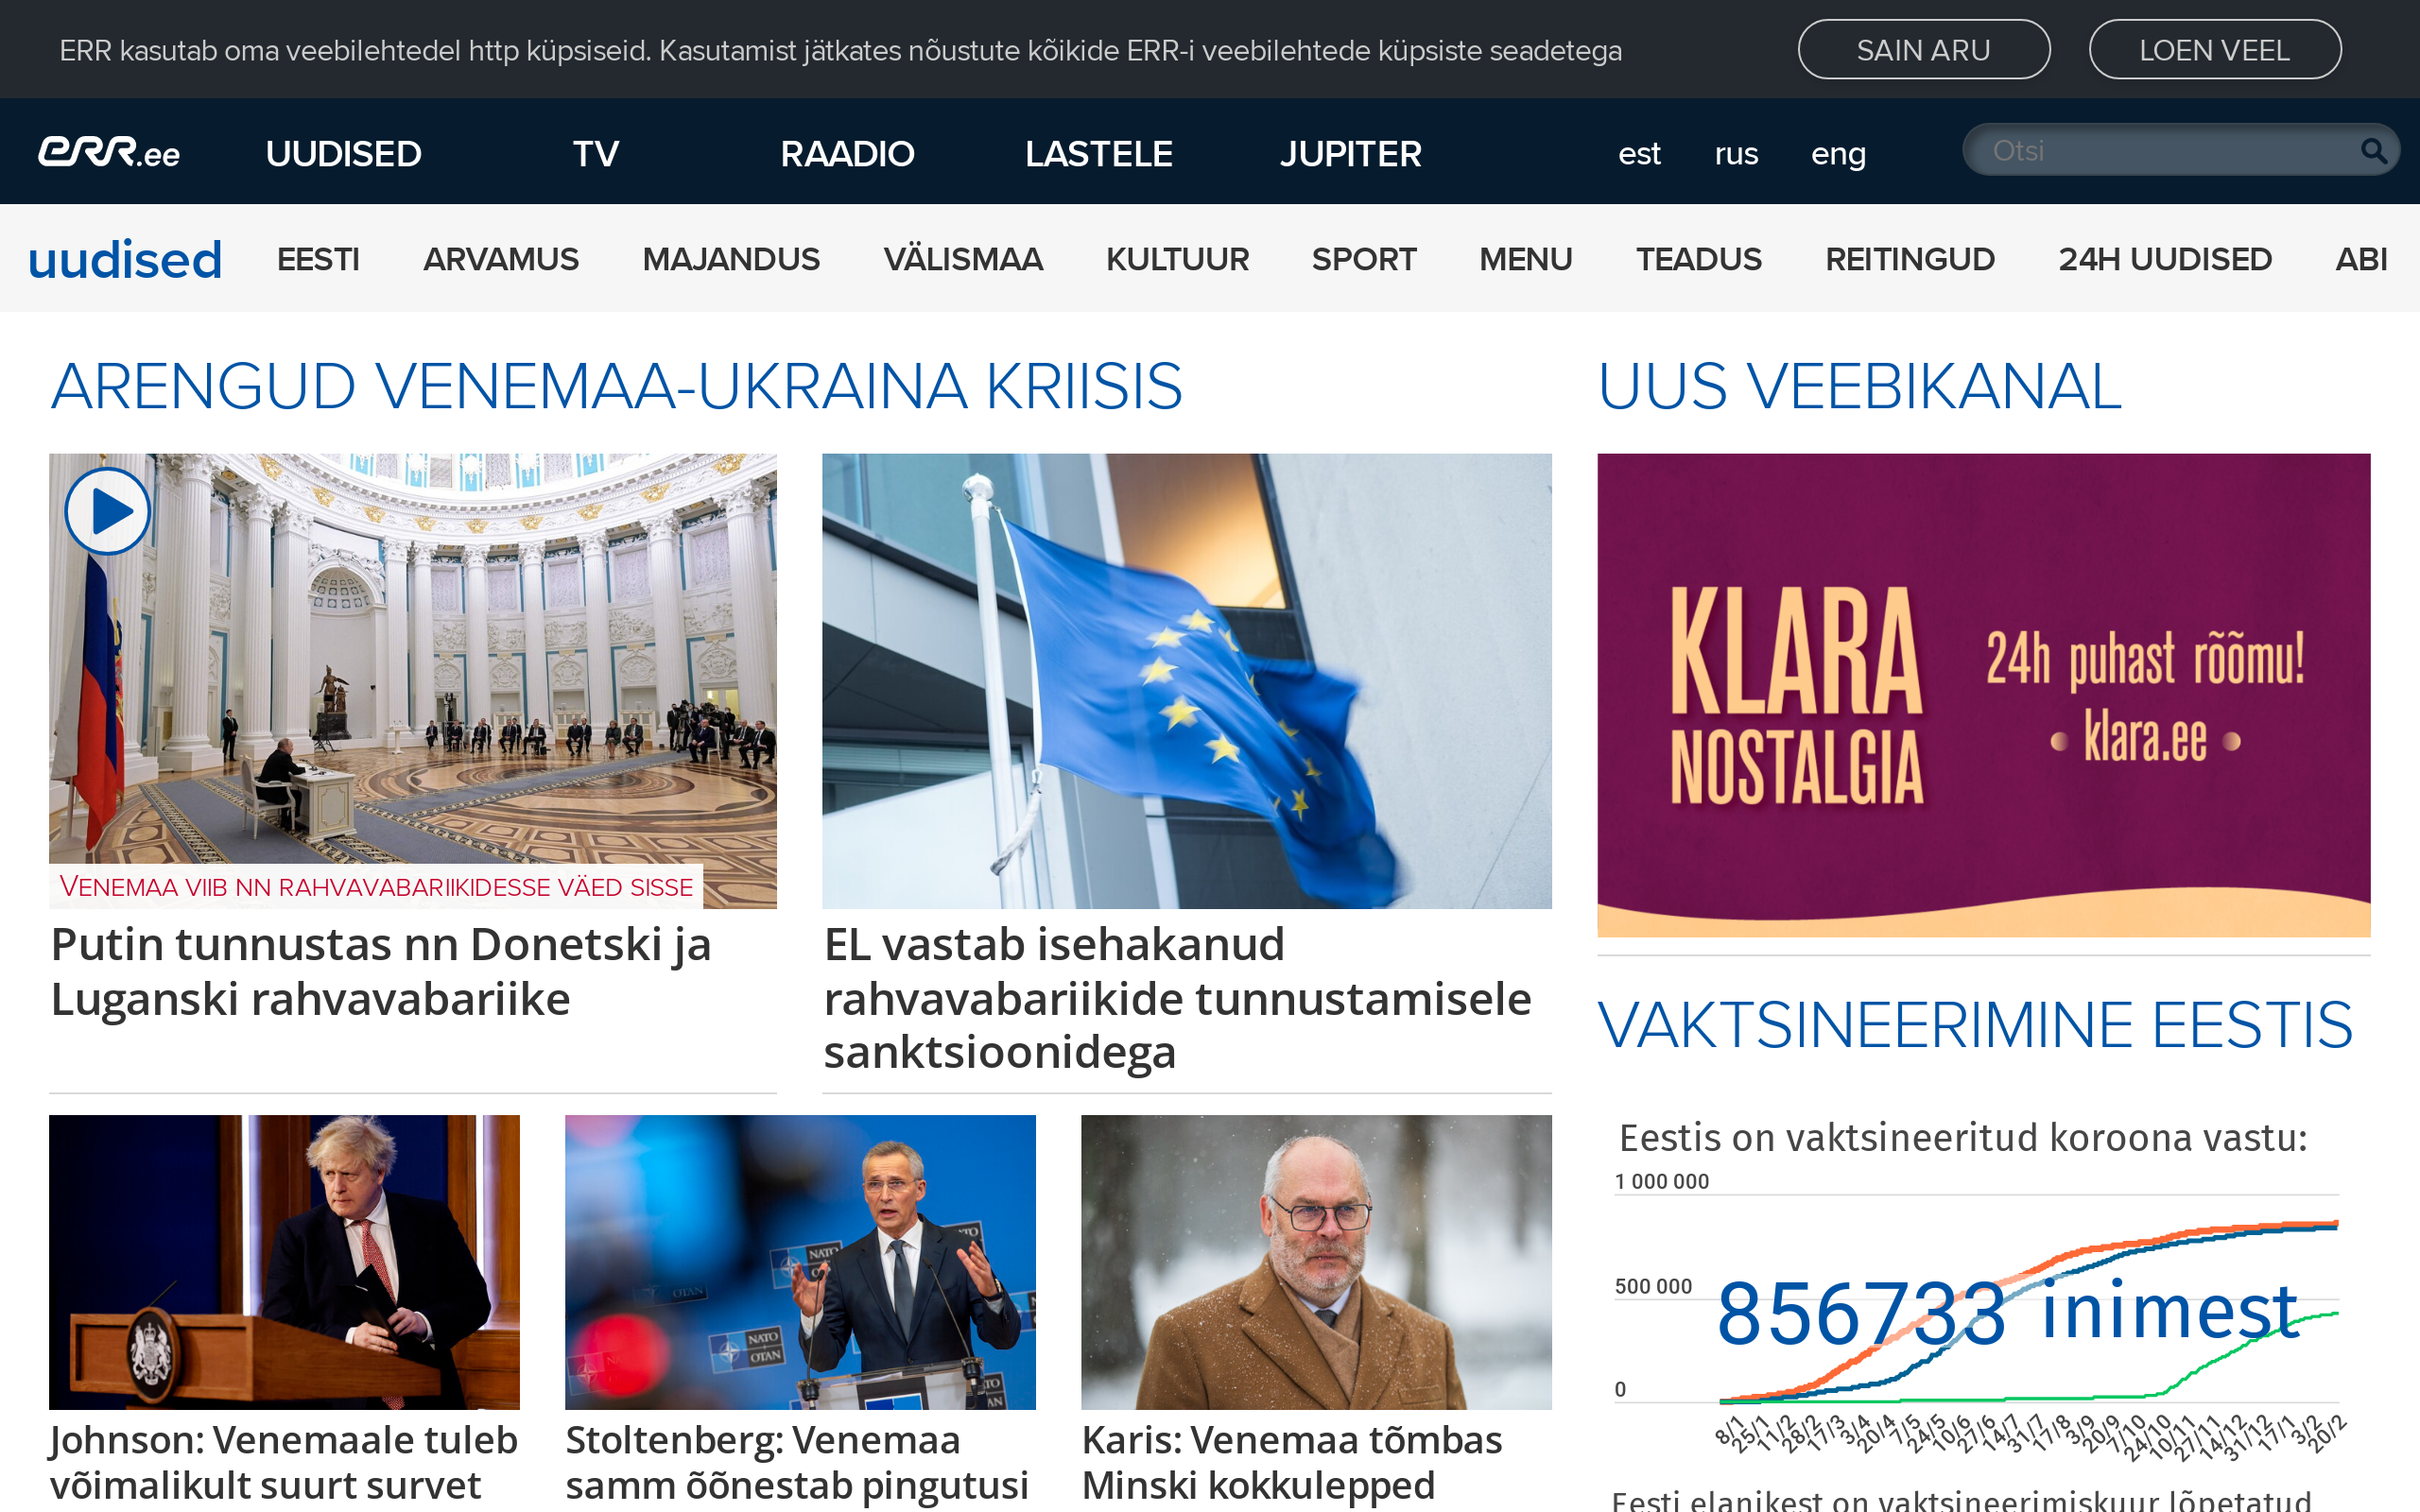 ERR kasutab oma veebilehtedel http küpsiseid. Kasutamist jätkates nõustute kõikide ERR-i veebilehtede küpsiste seadetega
SAIN ARU
LOEN VEEL
err.ee
UUDISED
TV
RAADIO
LASTELE
JUPITER
est
rus
eng
Otsi
uudised
EESTI
ARVAMUS
MAJANDUS
VÄLISMAA
KULTUUR
SPORT
MENU
TEADUS
REITINGUD
24H UUDISED
ABI
ARENGUD VENEMAA-UKRAINA KRIISIS
VENEMAA VIIB NN RAHVAVABARIIKIDESSE VÄED SISSE
Putin tunnustas nn Donetski ja
Luganski rahvavabariike
EL vastab isehakanud
rahvavabariikide tunnustamisele
sanktsioonidega
NATO
OTAN
NATO
OTAN
Johnson: Venemaale tuleb
võimalikult suurt survet
Stoltenberg: Venemaa
samm õõnestab pingutusi
Karis: Venemaa tõmbas
Minski kokkulepped
UUS VEEBIKANAL
KLARA
NOSTALGIA
24h puhast rõõmu!
• klara.ee •
VAKTSINEERIMINE EESTIS
Eestis on vaktsineeritud koroona vastu:
1 000 000
500 000
0
856733 inimest
8/1
25/1
11/2
28/2
17/3
3/4
20/4
7/5
24/5
10/6
27/6
14/7
31/7
17/8
3/9
20/9
7/10
24/10
10/11
27/11
14/12
31/12
17/1
3/2
20/2
Eesti elanikest on vaktsineerimiskuur lõpetatud